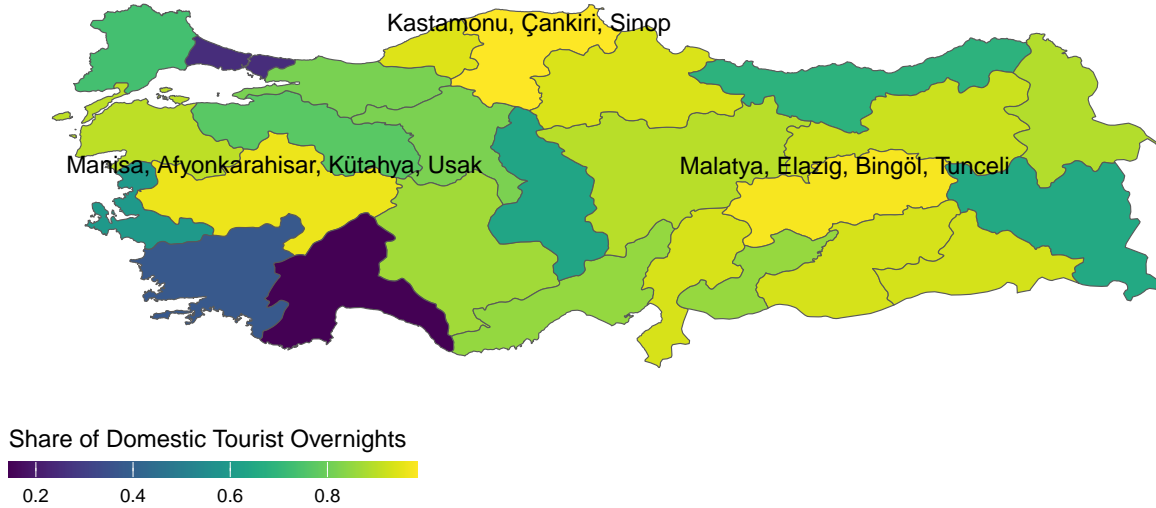 Kastamonu, Çankiri, Sinop
Manisa, Afyonkarahisar, Kütahya, Usak
Malatya, Elazig, Bingöl, Tunceli
Share of Domestic Tourist Overnights
0.2 0.4 0.6 0.8